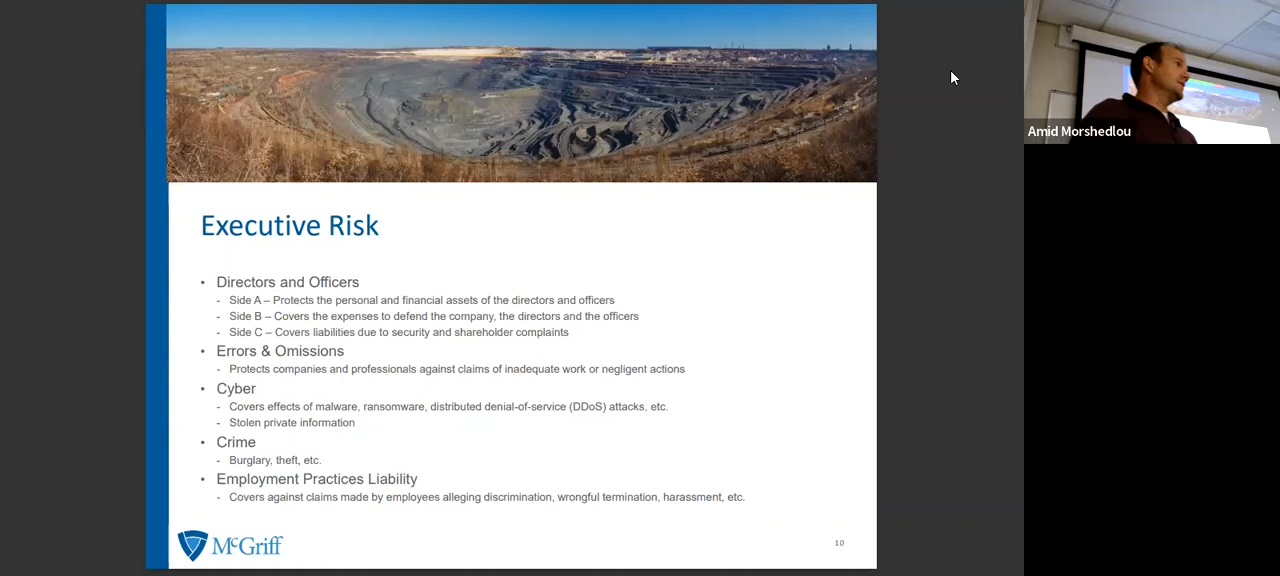 Executive Risk
• Directors and Officers
- Side A – Protects the personal and financial assets of the directors and officers
- Side B – Covers the expenses to defend the company, the directors and the officers
- Side C – Covers liabilities due to security and shareholder complaints
• Errors & Omissions
- Protects companies and professionals against claims of inadequate work or negligent actions
• Cyber
- Covers effects of malware, ransomware, distributed denial-of-service (DDoS) attacks, etc.
- Stolen private information
• Crime
- Burglary, theft, etc.
• Employment Practices Liability
- Covers against claims made by employees alleging discrimination, wrongful termination, harassment, etc.
McGriff
10
Amid Morshedlou